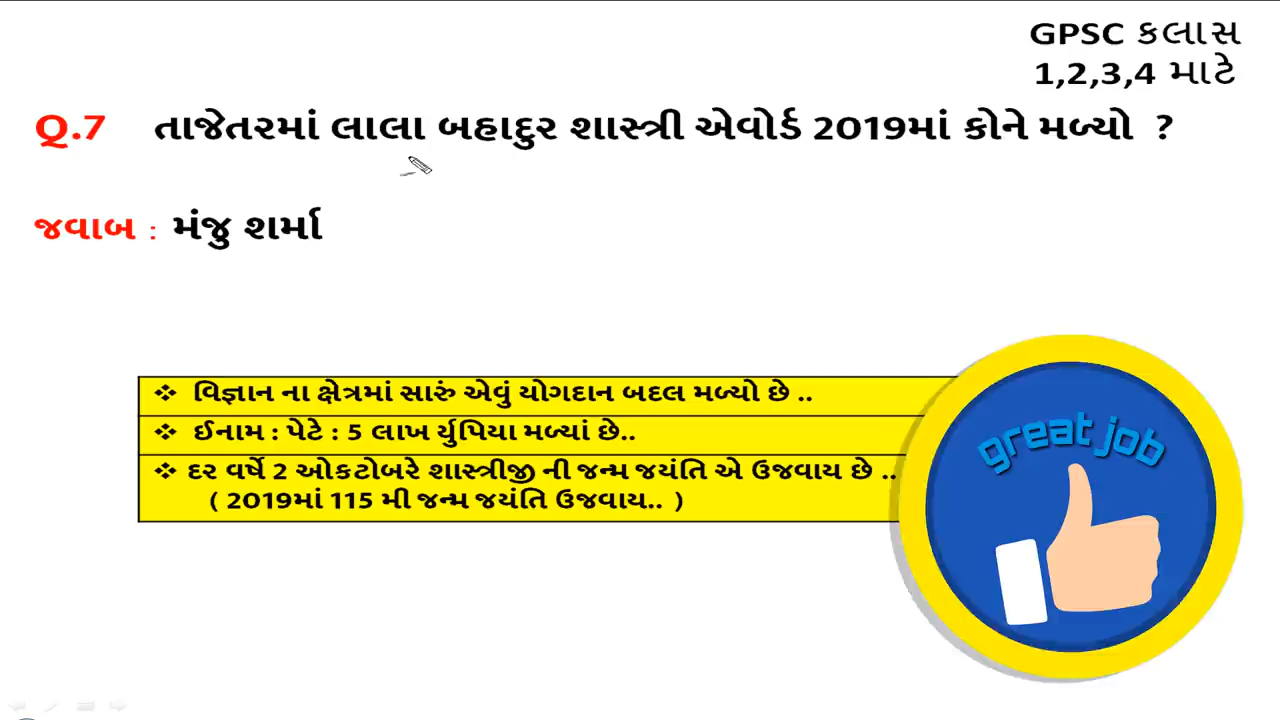 GPSC કલાસ
1,2,3,4 માટે
Q.7 તાજેતરમાં લાલા બહાદુર શાસ્ત્રી એવોર્ડ 2019માં કોને મળ્યો ?
જવાબ : મંજુ શર્મા
❖ વિજ્ઞાન ના ક્ષેત્રમાં સારું એવું યોગદાન બદલ મળ્યો છે ..
❖ ઈનામ : પેટે : 5 લાખ ર્યુપિયા મળ્યાં છે..
❖ દર વર્ષે 2 ઓકટોબરે શાસ્ત્રીજી ની જન્મ જયંતિ એ ઉજવાય છે ..
( 2019માં 115 મી જન્મ જયંતિ ઉજવાય.. )
great job